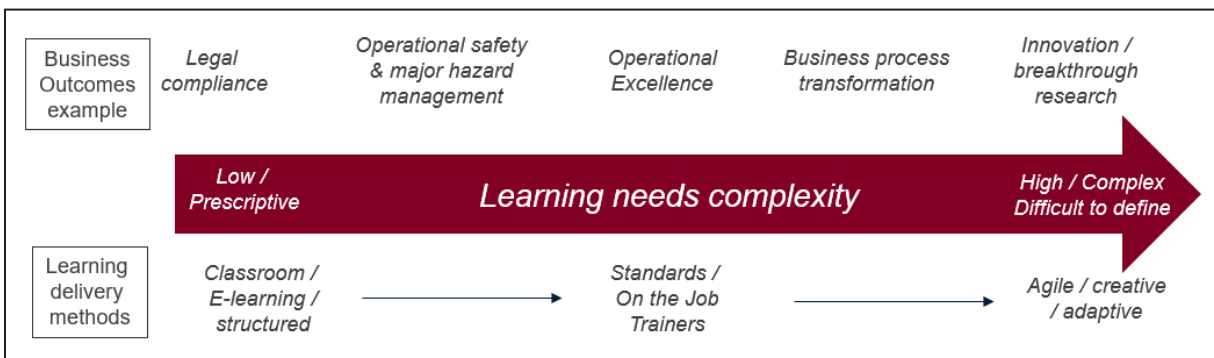 Business
Outcomes
example
Legal
compliance
Operational safety
& major hazard
management
Operational
Excellence
Business process
transformation
Innovation /
breakthrough
research
Low /
Prescriptive
Learning needs complexity
High / Complex
Difficult to define
Learning
delivery
methods
Classroom /
E-learning /
structured
Standards /
On the Job
Trainers
Agile / creative
/ adaptive